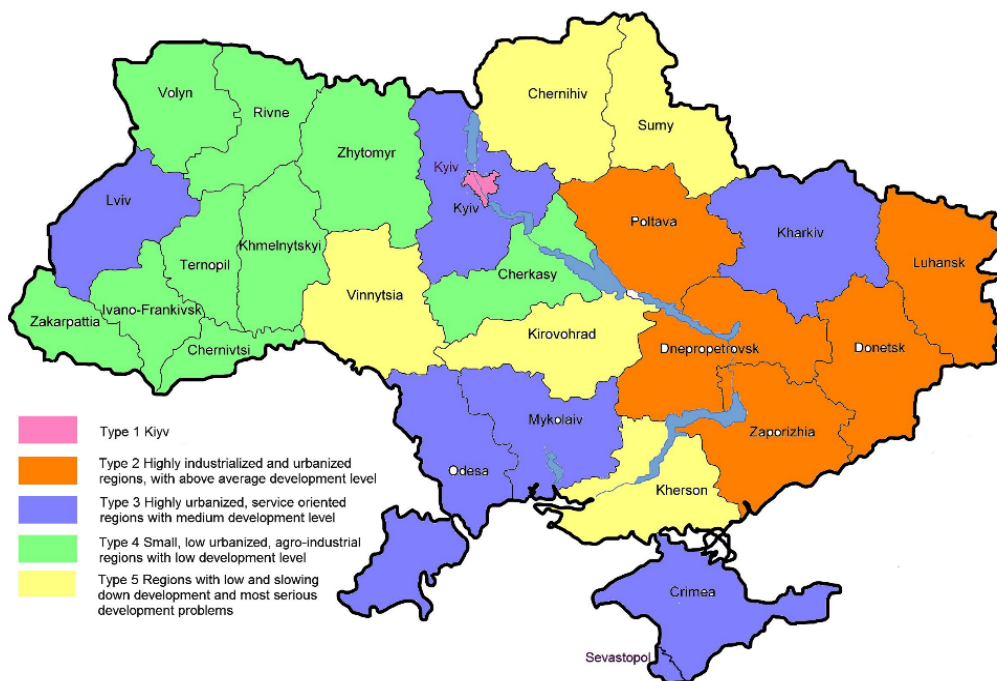 Volyn
Rivne
Zhytomyr
Chernihiv
Sumy
Kyiv
Kyiv
Lviv
Ternopil
Khmelnytskyi
Poltava
Kharkiv
Luhansk
Cherkasy
Vinnytsia
Zakarpattia
Ivano-Frankivsk
Chernivtsi
Kirovohrad
Dnepropetrovsk
Donetsk
Mykolaiv
Zaporizhia
Odesa
Kherson
Crimea
Sevastopol
Type 1 Kiyv
Type 2 Highly industrialized and urbanized
regions, with above average development level
Type 3 Highly urbanized, service oriented
regions with medium development level
Type 4 Small, low urbanized, agro-industrial
regions with low development level
Type 5 Regions with low and slowing
down development and most serious
development problems